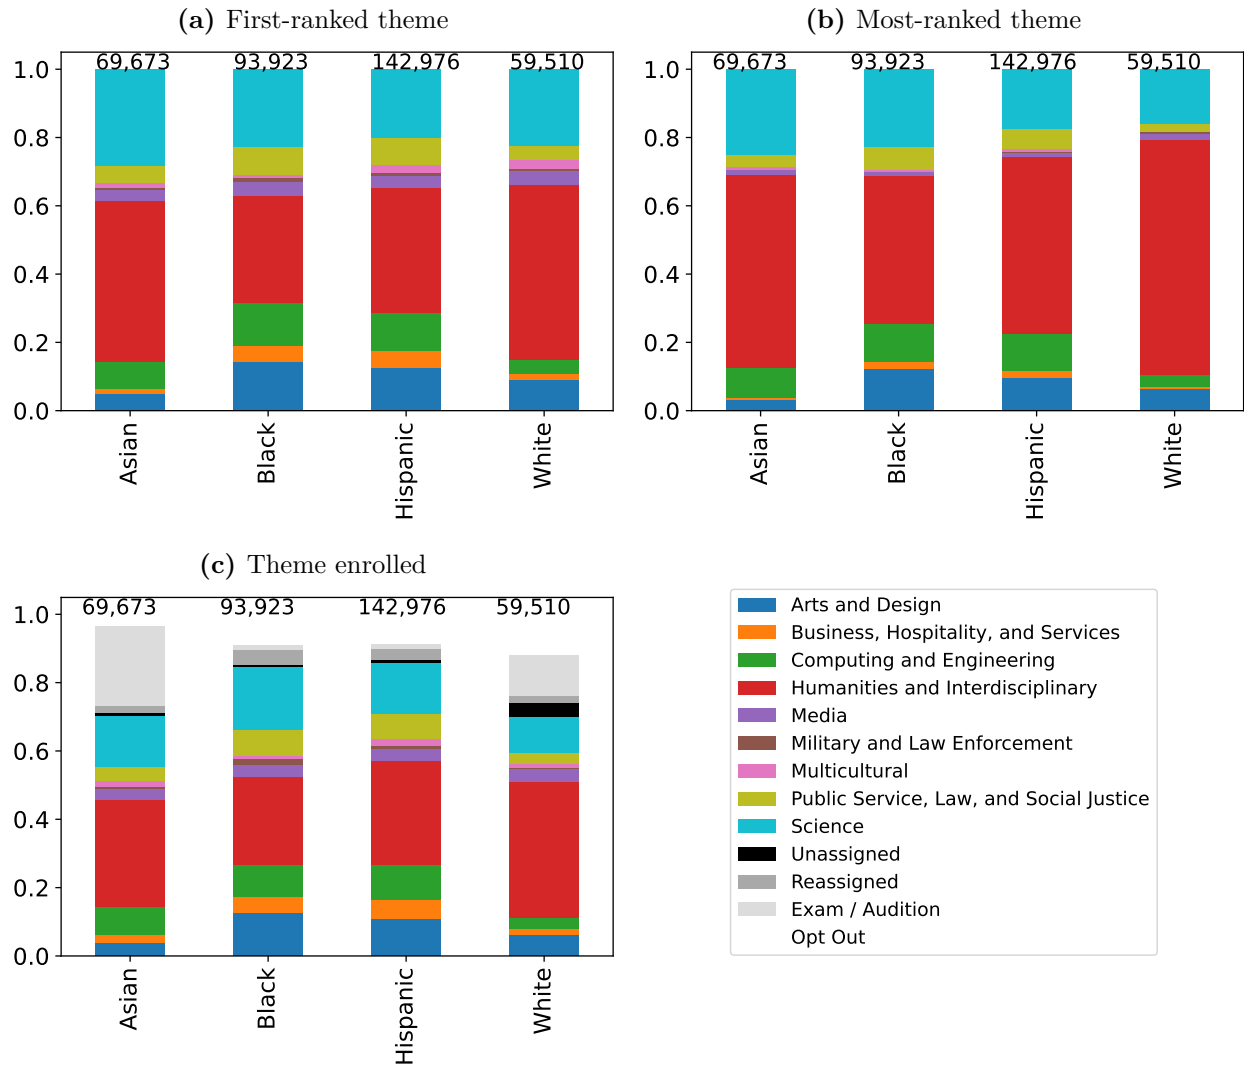 (a) First-ranked theme
69,673 93,923 142,976 59,510
1.0
0.8
0.6
0.4
0.2
0.0
Asian
Black
Hispanic
White
(b) Most-ranked theme
69,673 93,923 142,976 59,510
1.0
0.8
0.6
0.4
0.2
0.0
Asian
Black
Hispanic
White
(c) Theme enrolled
69,673 93,923 142,976 59,510
1.0
0.8
0.6
0.4
0.2
0.0
Asian
Black
Hispanic
White
Arts and Design
Business, Hospitality, and Services
Computing and Engineering
Humanities and Interdisciplinary
Media
Military and Law Enforcement
Multicultural
Public Service, Law, and Social Justice
Science
Unassigned
Reassigned
Exam / Audition
Opt Out